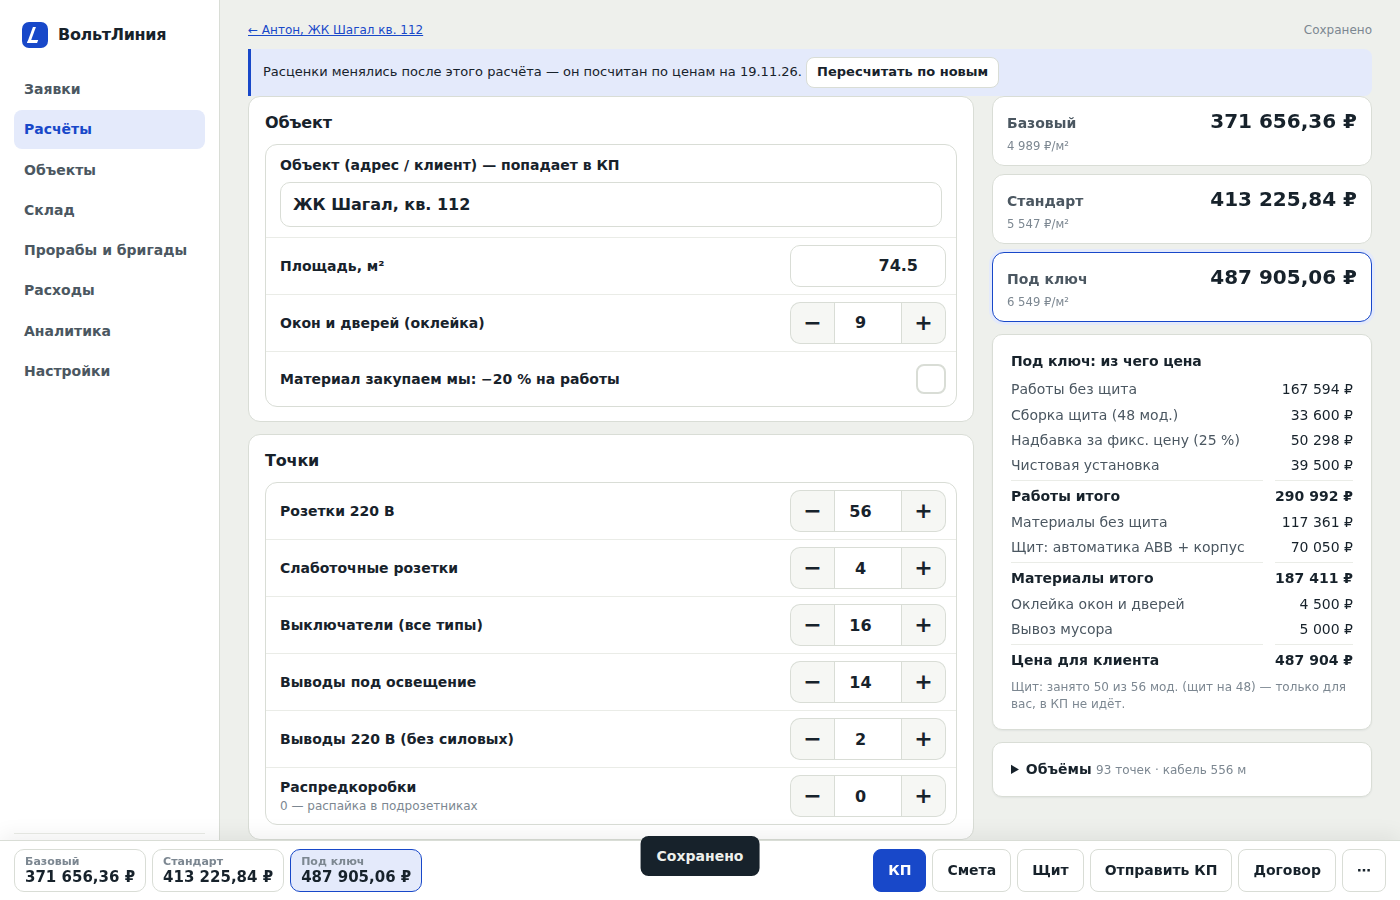 ВольтЛиния
Заявки
Расчёты
Объекты
Склад
Прорабы и бригады
Расходы
Аналитика
Настройки
← Антон, ЖК Шагал кв. 112
Сохранено
Расценки менялись после этого расчёта — он посчитан по ценам на 19.11.26. Пересчитать по новым
Объект
Объект (адрес / клиент) — попадает в КП
ЖК Шагал, кв. 112
Площадь, м² 74.5
Окон и дверей (оклейка) − 9 +
Материал закупаем мы: −20 % на работы
Точки
Розетки 220 В − 56 +
Слаботочные розетки − 4 +
Выключатели (все типы) − 16 +
Выводы под освещение − 14 +
Выводы 220 В (без силовых) − 2 +
Распредкоробки − 0 +
0 — распайка в подрозетниках
Базовый 371 656,36 ₽
4 989 ₽/м²
Стандарт 413 225,84 ₽
5 547 ₽/м²
Под ключ 487 905,06 ₽
6 549 ₽/м²
Под ключ: из чего цена
Работы без щита 167 594 ₽
Сборка щита (48 мод.) 33 600 ₽
Надбавка за фикс. цену (25 %) 50 298 ₽
Чистовая установка 39 500 ₽
Работы итого 290 992 ₽
Материалы без щита 117 361 ₽
Щит: автоматика ABB + корпус 70 050 ₽
Материалы итого 187 411 ₽
Оклейка окон и дверей 4 500 ₽
Вывоз мусора 5 000 ₽
Цена для клиента 487 904 ₽
Щит: занято 50 из 56 мод. (щит на 48) — только для
вас, в КП не идёт.
▶ Объёмы 93 точек · кабель 556 м
Базовый
371 656,36 ₽
Стандарт
413 225,84 ₽
Под ключ
487 905,06 ₽
Сохранено
КП
Смета
Щит
Отправить КП
Договор
···